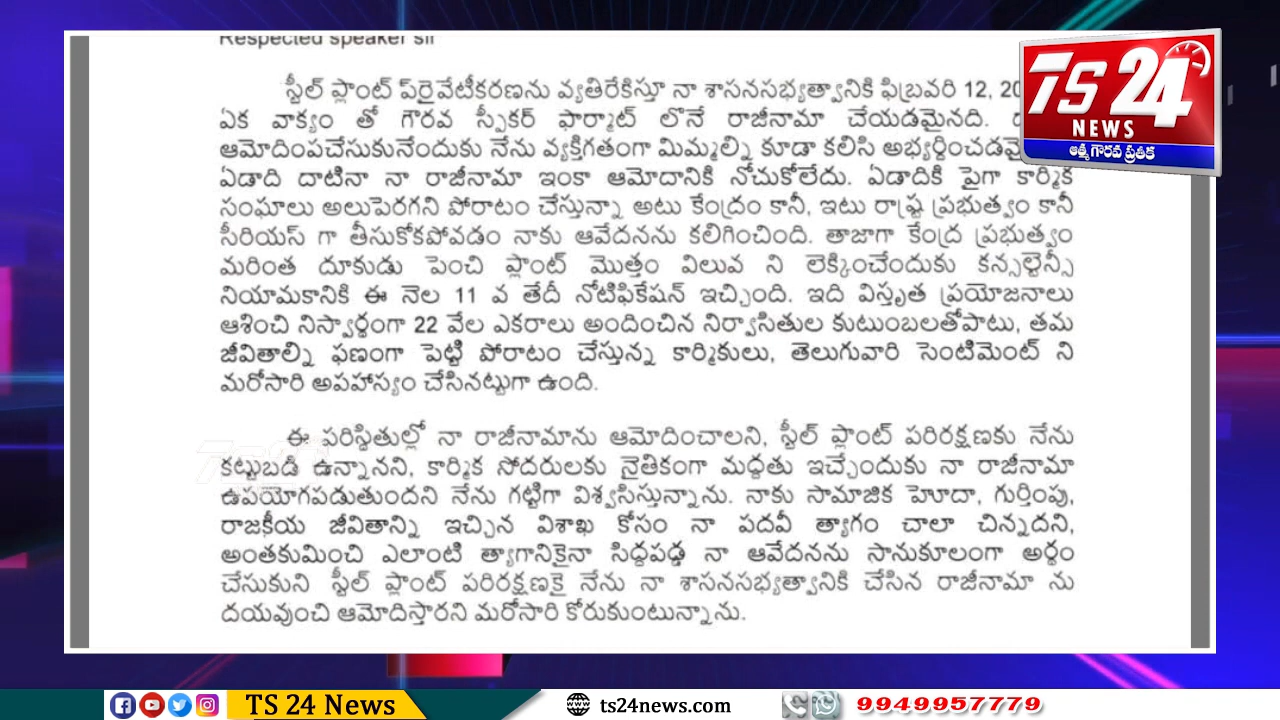 Respected speaker sir
స్టీల్ ప్లాంట్ ప్రైవేటీకరణను వ్యతిరేకిస్తూ నా శాసనసభ్యత్వానికి ఫిబ్రవరి 12, 20
ఏక వాక్యం తో గౌరవ స్పీకర్ ఫార్మాట్ లోనే రాజీనామా చేయడమైనది.
ఆమోదింపచేసుకునేందుకు నేను వ్యక్తిగతంగా మిమ్మల్ని కూడా కలిసి అభ్యర్థించడమై
ఏడాది దాటినా నా రాజీనామా ఇంకా ఆమోదానికి నోచుకోలేదు. ఏడాదికి పైగా కార్మిక
సంఘాలు అలుపెరగని పోరాటం చేస్తున్నా అటు కేంద్రం కానీ, ఇటు రాష్ట్ర ప్రభుత్వం కానీ
సీరియస్ గా తీసుకోకపోవడం నాకు ఆవేదనను కలిగించింది. తాజాగా కేంద్ర ప్రభుత్వం
మరింత దూకుడు పెంచి ప్లాంట్ మొత్తం విలువ ని లెక్కించేందుకు కన్సల్టెన్సీ
నియామకానికి ఈ నెల 11 వ తేదీ నోటిఫికేషన్ ఇచ్చింది. ఇది విస్తృత ప్రయోజనాలు
ఆశించి నిస్వార్థంగా 22 వేల ఎకరాలు అందించిన నిర్వాసితుల కుటుంబలతోపాటు, తమ
జీవితాల్ని ఫణంగా పెట్టి పోరాటం చేస్తున్న కార్మికులు, తెలుగువారి సెంటిమెంట్ ని
మరోసారి అపహాస్యం చేసినట్టుగా ఉంది.
ఈ పరిస్థితుల్లో నా రాజీనామాను ఆమోదించాలని, స్టీల్ ప్లాంట్ పరిరక్షణకు నేను
కట్టుబడి ఉన్నానని, కార్మిక సోదరులకు నైతికంగా మద్దతు ఇచ్చేందుకు నా రాజీనామా
ఉపయోగపడుతుందని నేను గట్టిగా విశ్వసిస్తున్నాను. నాకు సామాజిక హెూదా, గుర్తింపు,
రాజకీయ జీవితాన్ని ఇచ్చిన విశాఖ కోసం నా పదవీ త్యాగం చాలా చిన్నదని,
అంతకుమించి ఎలాంటి త్యాగానికైనా సిద్దపడ్డ నా ఆవేదనను సానుకూలంగా అర్థం
చేసుకుని స్టీల్ ప్లాంట్ పరిరక్షణకై నేను నా శాసనసభ్యత్వానికి చేసిన రాజీనామా ను
దయవుంచి ఆమోదిస్తారని మరోసారి కోరుకుంటున్నాను.
TS 24
NEWS
ఆత్మ గౌరవ ప్రతీక
TS 24
TS 24 News
ts24news.com
9949957779